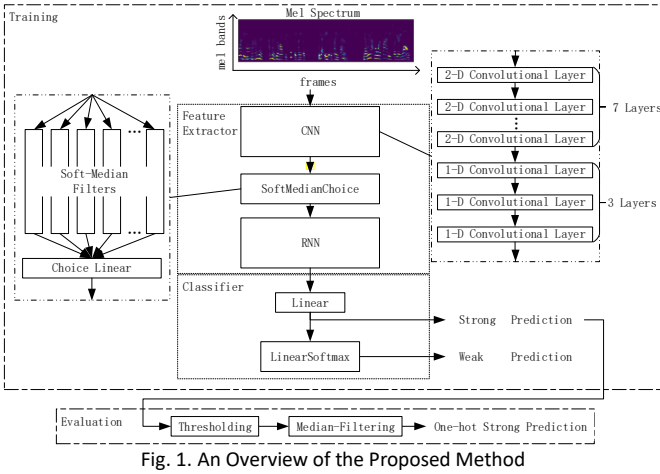 Training
Mel Spectrum
mel bands
frames
Feature
Extractor
CNN
SoftMedianChoice
RNN
Soft-Median
Filters
...
...
Choice Linear
2-D Convolutional Layer
2-D Convolutional Layer
⋮
2-D Convolutional Layer
7 Layers
1-D Convolutional Layer
1-D Convolutional Layer
1-D Convolutional Layer
3 Layers
Classifier
Linear
Strong Prediction
LinearSoftmax
Weak Prediction
Evaluation
Thresholding
Median-Filtering
One-hot Strong Prediction
Fig. 1. An Overview of the Proposed Method